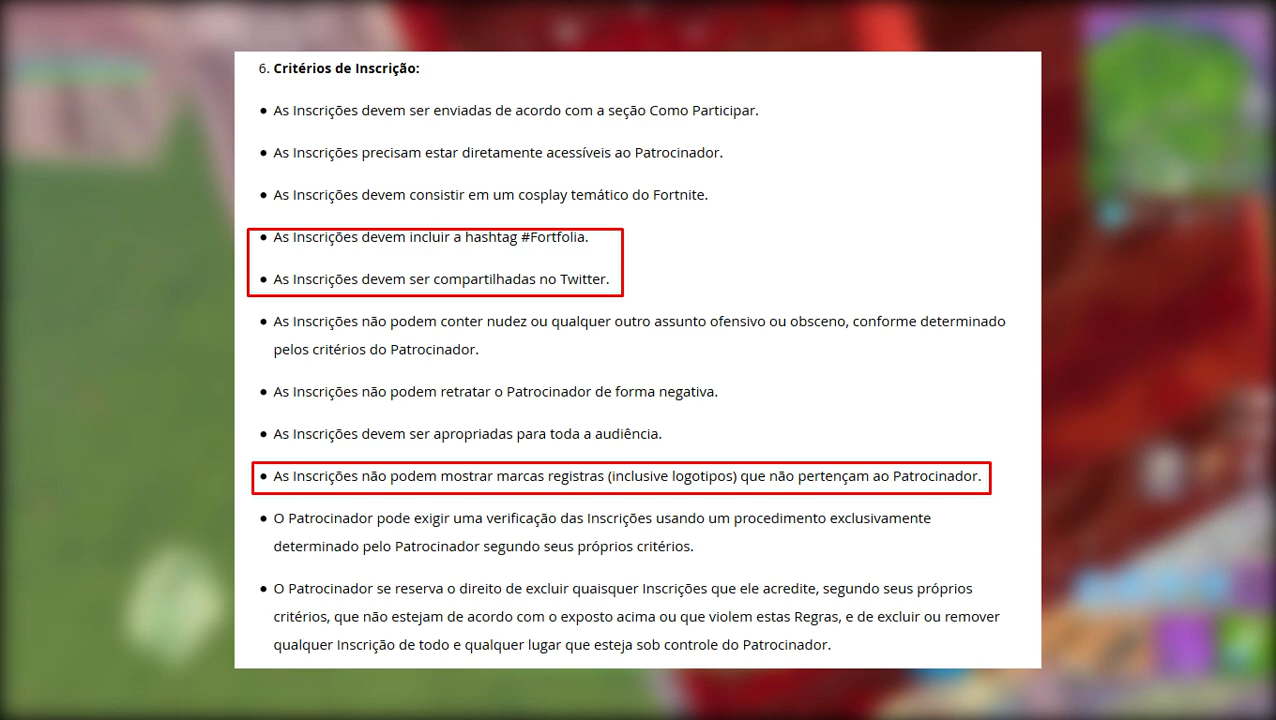 6. Critérios de Inscrição:
● As Inscrições devem ser enviadas de acordo com a seção Como Participar.
● As Inscrições precisam estar diretamente acessíveis ao Patrocinador.
● As Inscrições devem consistir em um cosplay temático do Fortnite.
● As Inscrições devem incluir a hashtag #Fortfolia.
● As Inscrições devem ser compartilhadas no Twitter.
● As Inscrições não podem conter nudez ou qualquer outro assunto ofensivo ou obsceno, conforme determinado
pelos critérios do Patrocinador.
● As Inscrições não podem retratar o Patrocinador de forma negativa.
● As Inscrições devem ser apropriadas para toda a audiência.
● As Inscrições não podem mostrar marcas registras (inclusive logotipos) que não pertençam ao Patrocinador.
● O Patrocinador pode exigir uma verificação das Inscrições usando um procedimento exclusivamente
determinado pelo Patrocinador segundo seus próprios critérios.
● O Patrocinador se reserva o direito de excluir quaisquer Inscrições que ele acredite, segundo seus próprios
critérios, que não estejam de acordo com o exposto acima ou que violem estas Regras, e de excluir ou remover
qualquer Inscrição de todo e qualquer lugar que esteja sob controle do Patrocinador.